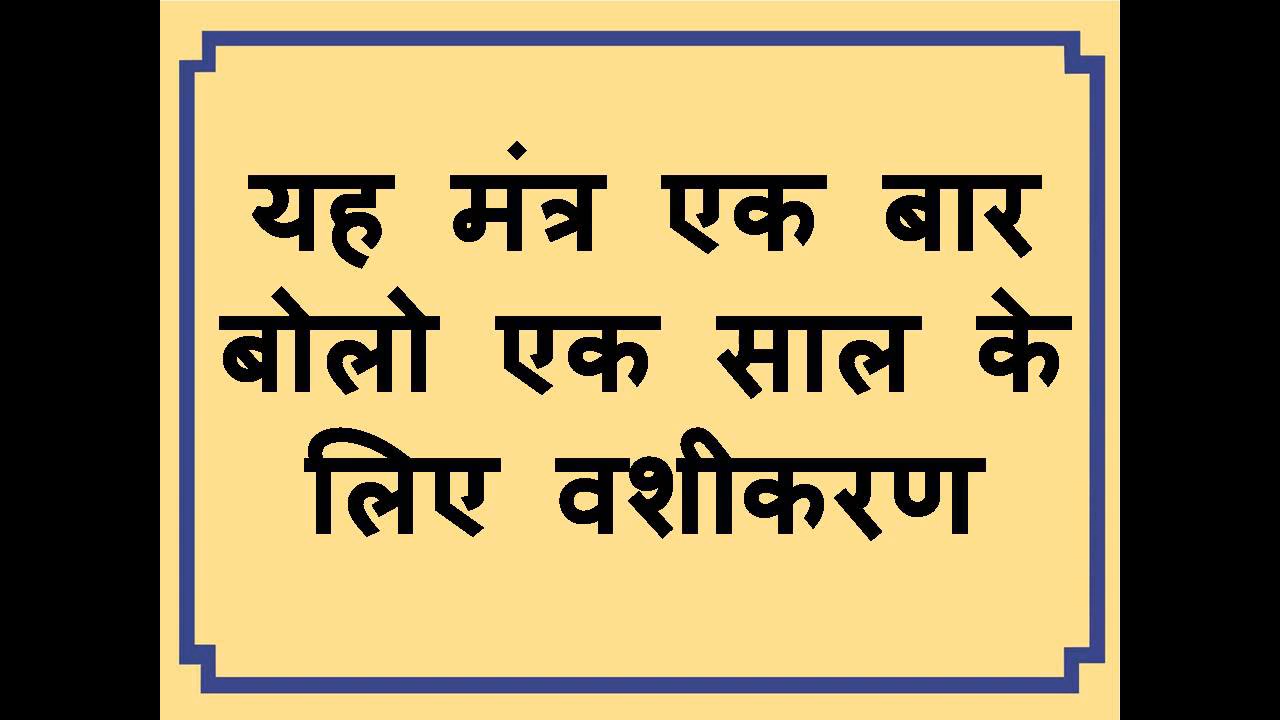 यह मंत्र एक बार
बोलो एक साल के
लिए वशीकरण